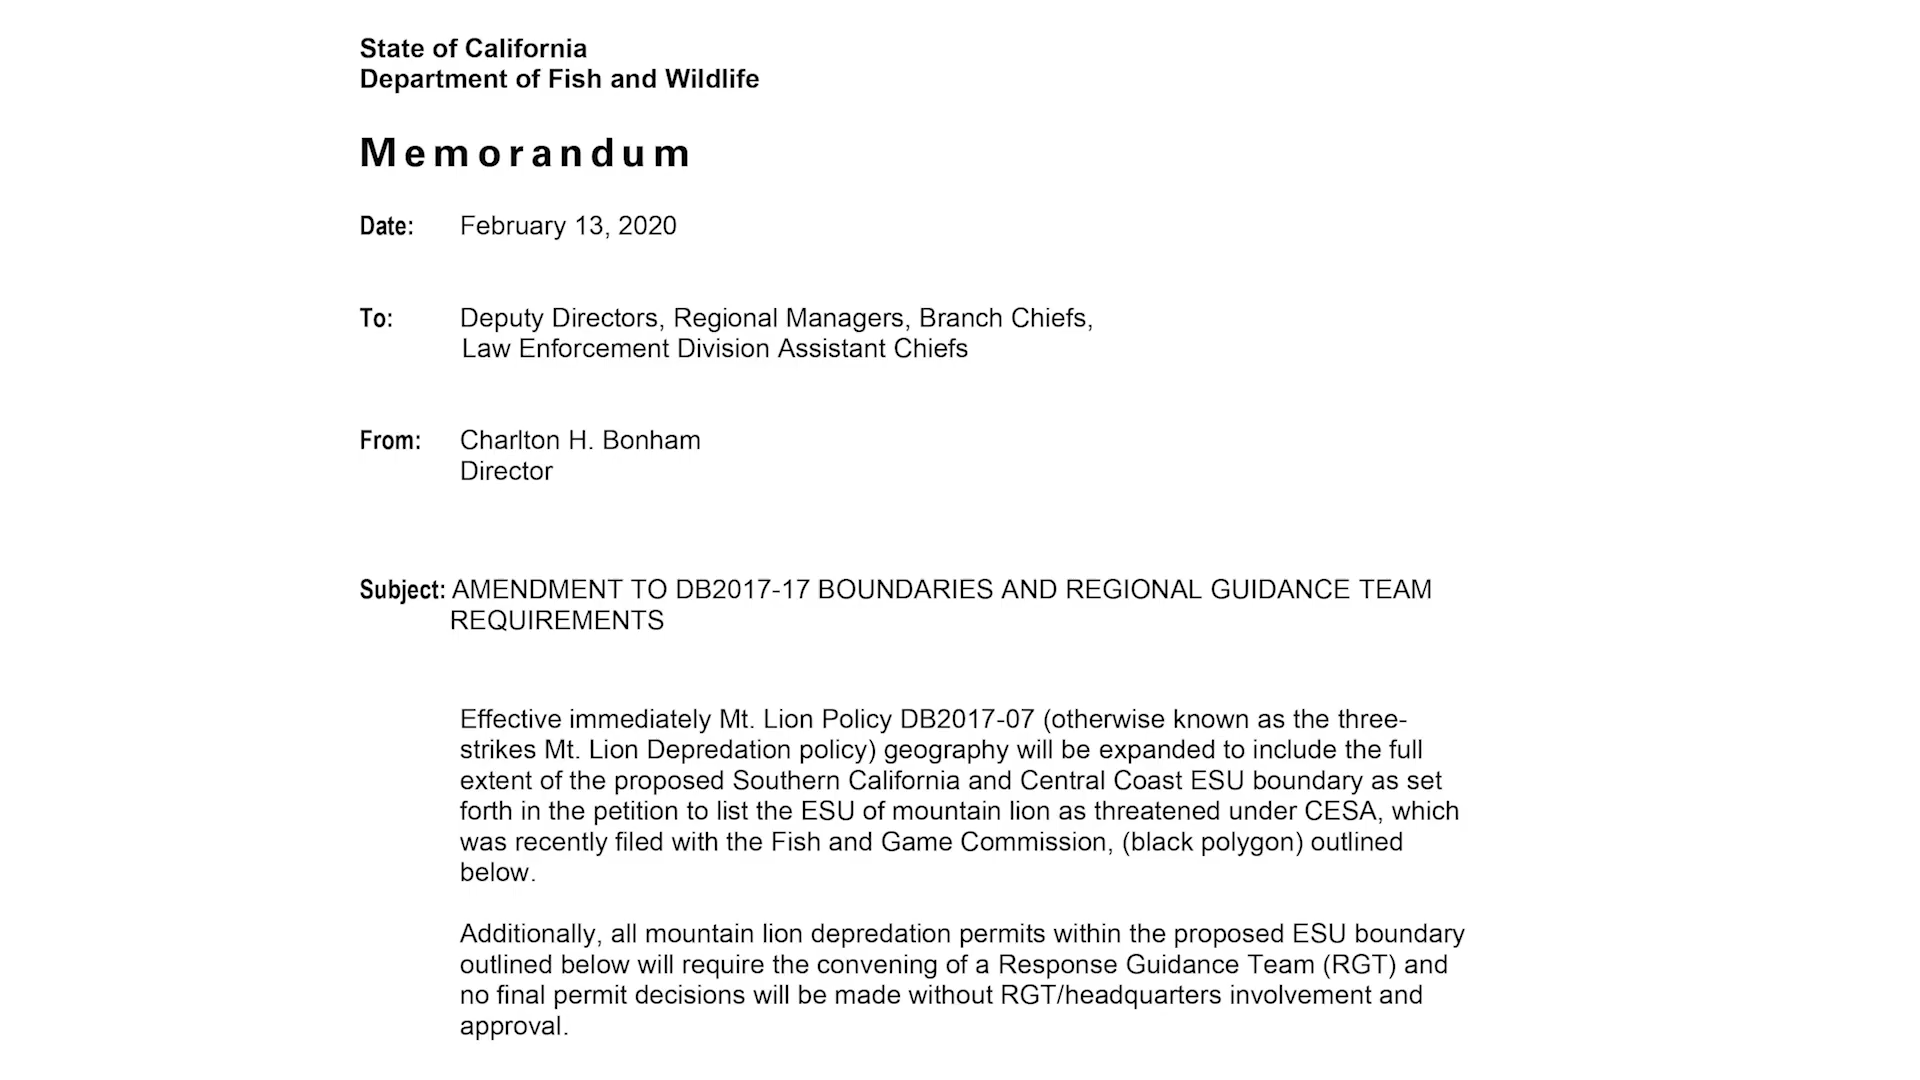 State of California
Department of Fish and Wildlife
Memorandum
Date: February 13, 2020
To: Deputy Directors, Regional Managers, Branch Chiefs,
Law Enforcement Division Assistant Chiefs
From: Charlton H. Bonham
Director
Subject: AMENDMENT TO DB2017-17 BOUNDARIES AND REGIONAL GUIDANCE TEAM
REQUIREMENTS
Effective immediately Mt. Lion Policy DB2017-07 (otherwise known as the three-
strikes Mt. Lion Depredation policy) geography will be expanded to include the full
extent of the proposed Southern California and Central Coast ESU boundary as set
forth in the petition to list the ESU of mountain lion as threatened under CESA, which
was recently filed with the Fish and Game Commission, (black polygon) outlined
below.
Additionally, all mountain lion depredation permits within the proposed ESU boundary
outlined below will require the convening of a Response Guidance Team (RGT) and
no final permit decisions will be made without RGT/headquarters involvement and
approval.